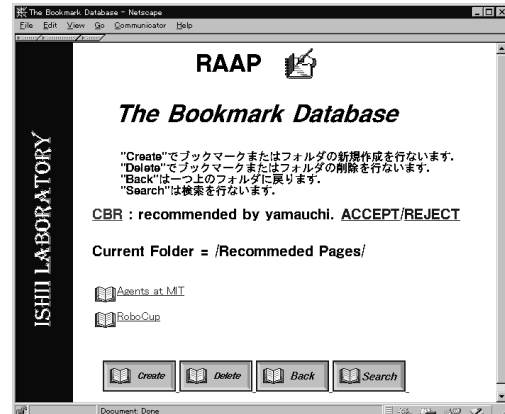 The Bookmark Database - Netscape
File Edit View Go Communicator Help
RAAP
The Bookmark Database
"Create"でブックマークまたはフォルダの新規作成を行ないます.
"Delete"でブックマークまたはフォルダの削除を行ないます.
"Back"は一つ上のフォルダに戻ります.
"Search"は検索を行ないます.
CBR : recommended by yamauchi. ACCEPT/REJECT
Current Folder = /Recommeded Pages/
Agents at MIT
RoboCup
Create Delete Back Search
ISHII LABORATORY
Document: Done